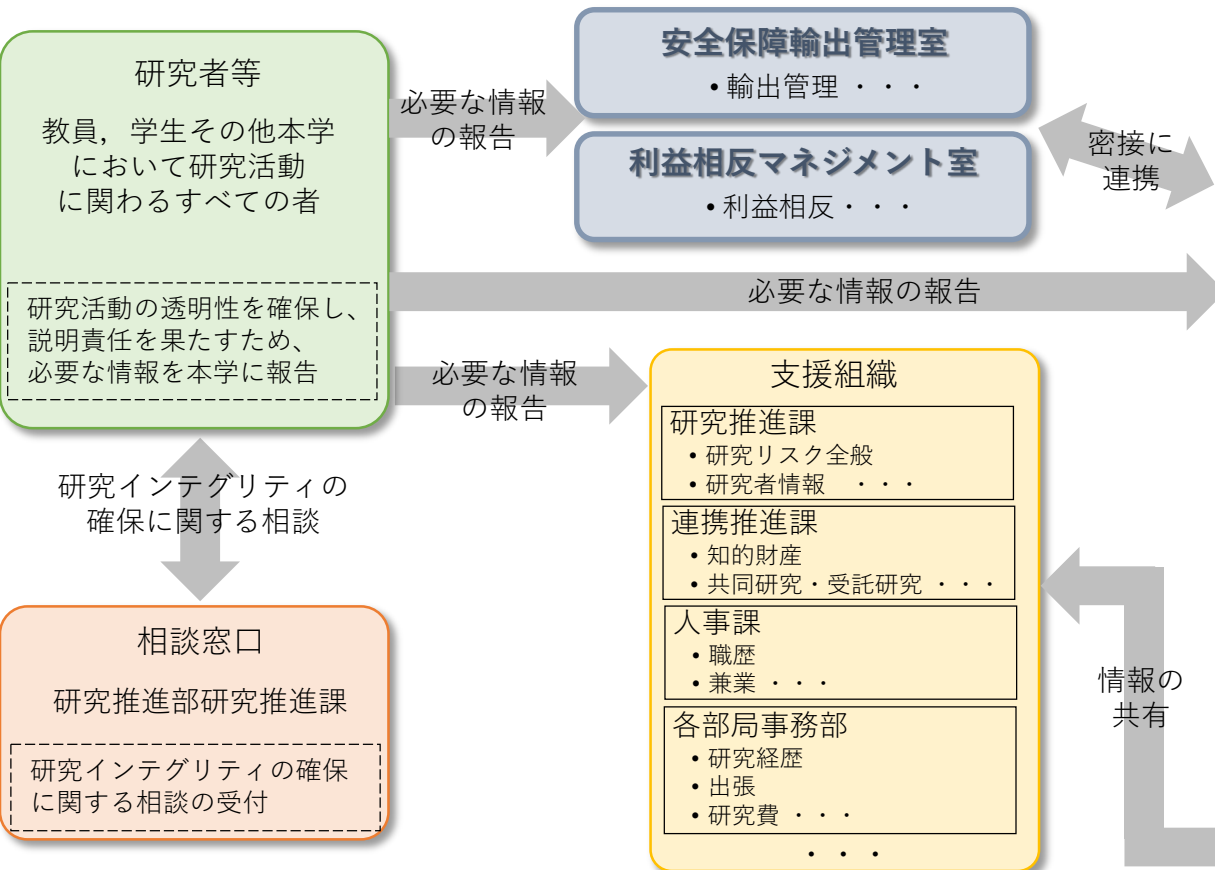 研究者等
教員，学生その他本学
において研究活動
に関わるすべての者
研究活動の透明性を確保し、
説明責任を果たすため、
必要な情報を本学に報告
必要な情報
の報告
安全保障輸出管理室
• 輸出管理 ・・・
利益相反マネジメント室
• 利益相反・・・
密接に
連携
必要な情報の報告
必要な情報
の報告
研究インテグリティの
確保に関する相談
相談窓口
研究推進部研究推進課
研究インテグリティの確保
に関する相談の受付
支援組織
研究推進課
• 研究リスク全般
• 研究者情報 ・・・
連携推進課
• 知的財産
• 共同研究・受託研究 ・・・
人事課
• 職歴
• 兼業 ・・・
各部局事務部
• 研究経歴
• 出張
• 研究費 ・・・
・・・
情報の
共有